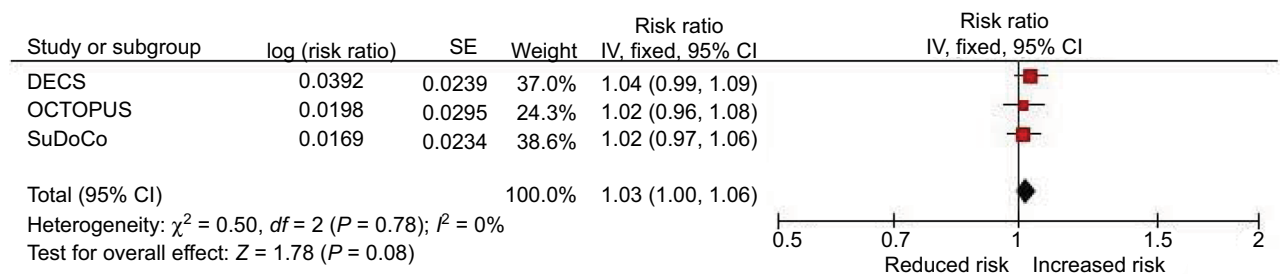 Risk ratio Risk ratio
Study or subgroup log (risk ratio) SE Weight IV, fixed, 95% CI IV, fixed, 95% CI
DECS 0.0392 0.0239 37.0% 1.04 (0.99, 1.09)
OCTOPUS 0.0198 0.0295 24.3% 1.02 (0.96, 1.08)
SuDoCo 0.0169 0.0234 38.6% 1.02 (0.97, 1.06)
Total (95% CI) 100.0% 1.03 (1.00, 1.06)
Heterogeneity: χ² = 0.50, df = 2 (P = 0.78); I² = 0%
Test for overall effect: Z = 1.78 (P = 0.08)
0.5 0.7 1 1.5 2
Reduced risk Increased risk